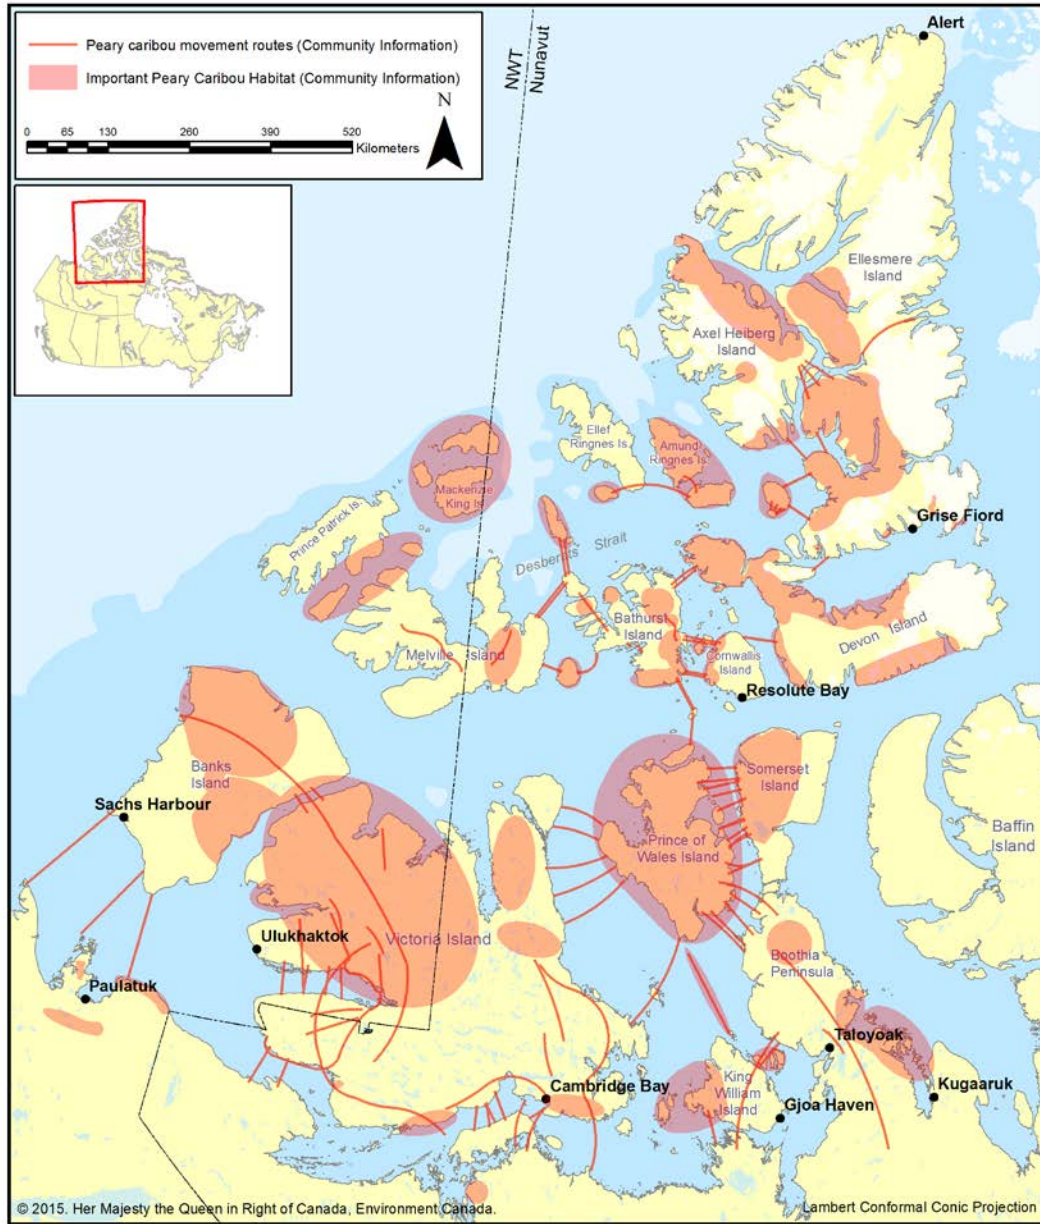 Alert
Peary caribou movement routes (Community Information)
Important Peary Caribou Habitat (Community Information)
N
0 65 130 260 390 520
Kilometers
NWT
Nunavut
Ellesmere
Island
Axel Heiberg
Island
Ellef
Ringnes Is.
Amund
Ringnes Is.
Mackenzie
King Is.
Grise Fiord
Prince Patrick Is.
Desberats Strait
Bathurst
Island
Devon Island
Melville Island
Cornwallis
Island
Resolute Bay
Banks
Island
Somerset
Island
Sachs Harbour
Baffin
Island
Prince of
Wales Island
Ulukhaktok
Victoria Island
Boothia
Peninsula
Paulatuk
Taloyoak
King
William
Island
Cambridge Bay
Kugaaruk
Gjoa Haven
© 2015. Her Majesty the Queen in Right of Canada, Environment Canada.
Lambert Conformal Conic Projection